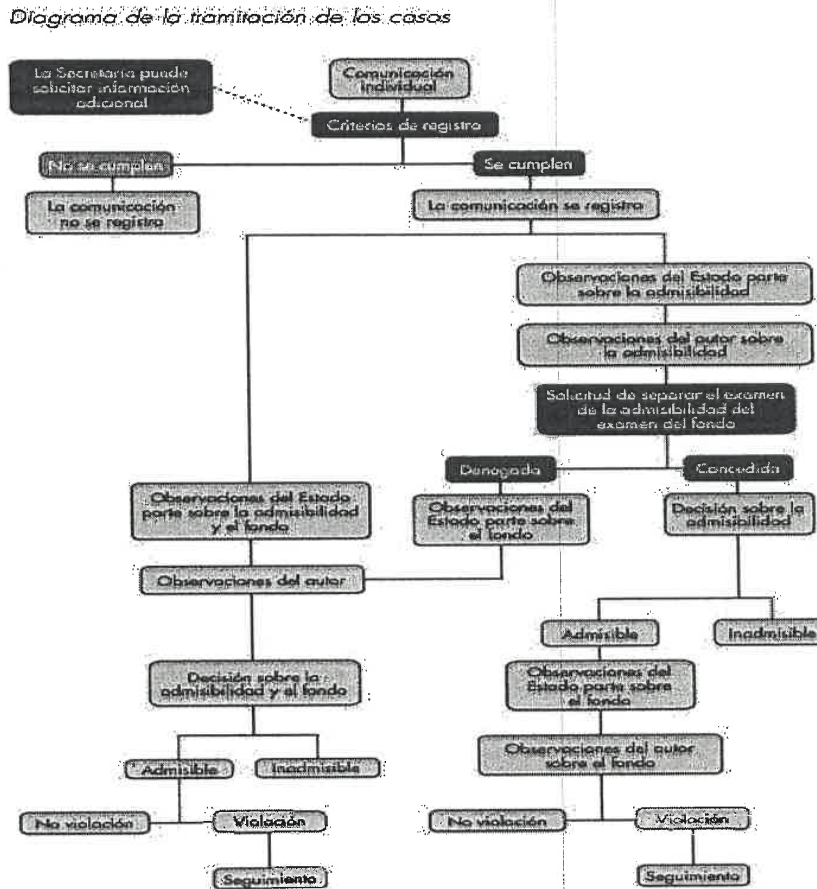 Diagrama de la tramitación de los casos
La Secretaría puede
solicitar información
adicional
Comunicación
individual
Criterios de registro
No se cumplen
Se cumplen
La comunicación
no se registra
La comunicación se registra
Observaciones del Estado parte
sobre la admisibilidad
Observaciones del autor sobre
la admisibilidad
Solicitud de separar el examen
de la admisibilidad del
examen del fondo
Denegada
Concedida
Observaciones del Estado
parte sobre la admisibilidad
y el fondo
Observaciones del
Estado parte sobre
el fondo
Decisión sobre la
admisibilidad
Observaciones del autor
Admisible
Inadmisible
Decisión sobre la
admisibilidad y el fondo
Observaciones del
Estado parte sobre
el fondo
Observaciones del autor
sobre el fondo
Admisible
Inadmisible
No violación
Violación
No violación
Violación
Seguimiento
Seguimiento